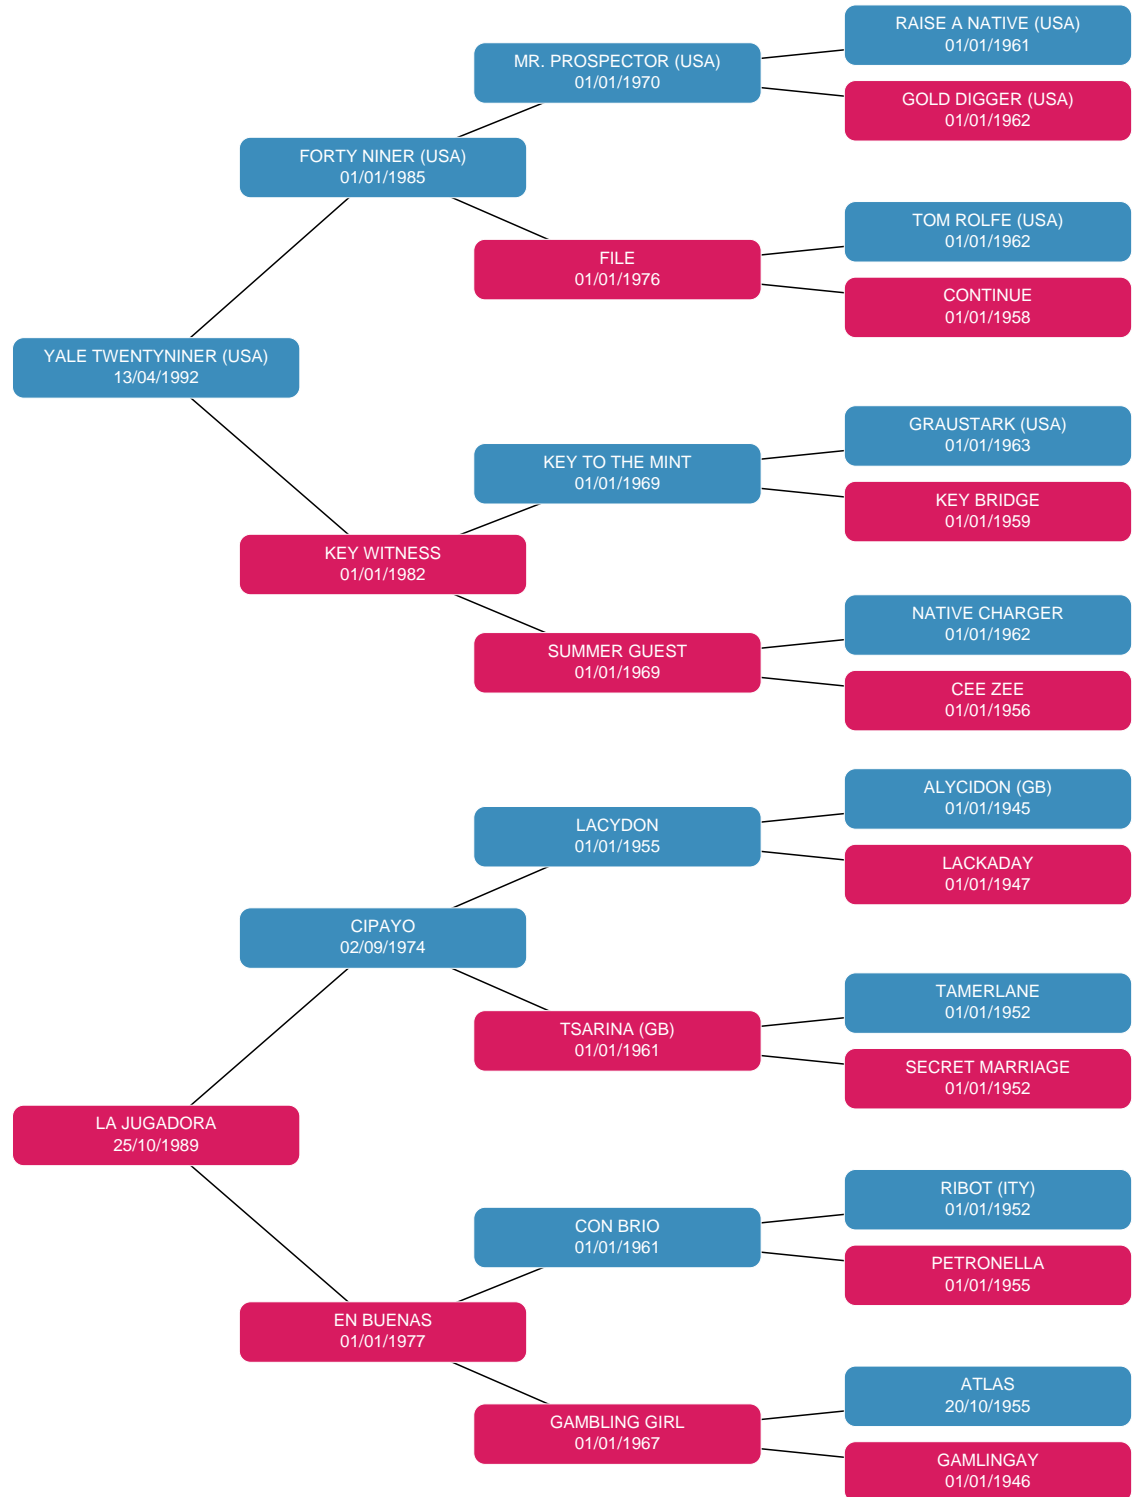 RAISE A NATIVE (USA)
01/01/1961
MR. PROSPECTOR (USA)
01/01/1970
GOLD DIGGER (USA)
01/01/1962
FORTY NINER (USA)
01/01/1985
TOM ROLFE (USA)
01/01/1962
FILE
01/01/1976
CONTINUE
01/01/1958
YALE TWENTYNINER (USA)
13/04/1992
GRAUSTARK (USA)
01/01/1963
KEY TO THE MINT
01/01/1969
KEY BRIDGE
01/01/1959
KEY WITNESS
01/01/1982
NATIVE CHARGER
01/01/1962
SUMMER GUEST
01/01/1969
CEE ZEE
01/01/1956
ALYCIDON (GB)
01/01/1945
LACYDON
01/01/1955
LACKADAY
01/01/1947
CIPAYO
02/09/1974
TAMERLANE
01/01/1952
TSARINA (GB)
01/01/1961
SECRET MARRIAGE
01/01/1952
LA JUGADORA
25/10/1989
RIBOT (ITY)
01/01/1952
CON BRIO
01/01/1961
PETRONELLA
01/01/1955
EN BUENAS
01/01/1977
ATLAS
20/10/1955
GAMBLING GIRL
01/01/1967
GAMLINGAY
01/01/1946